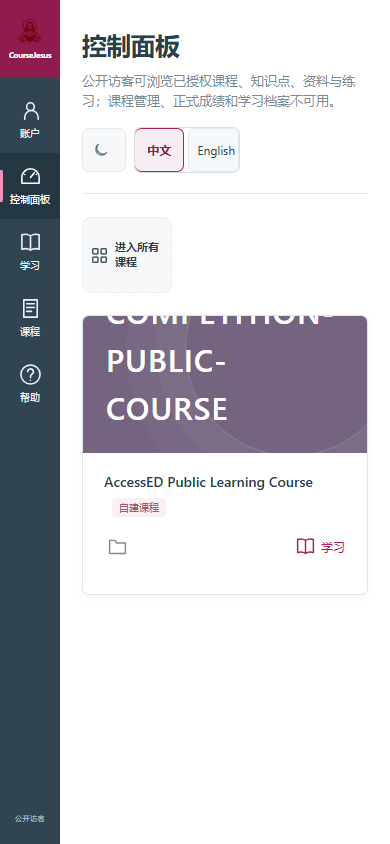 CourseJesus
账户
控制面板
学习
课程
帮助
公开访客
控制面板
公开访客可浏览已授权课程、知识点、资料与练
习；课程管理、正式成绩和学习档案不可用。
中文
English
进入所有
课程
COMPETITION-
PUBLIC-
COURSE
AccessED Public Learning Course
自建课程
学习